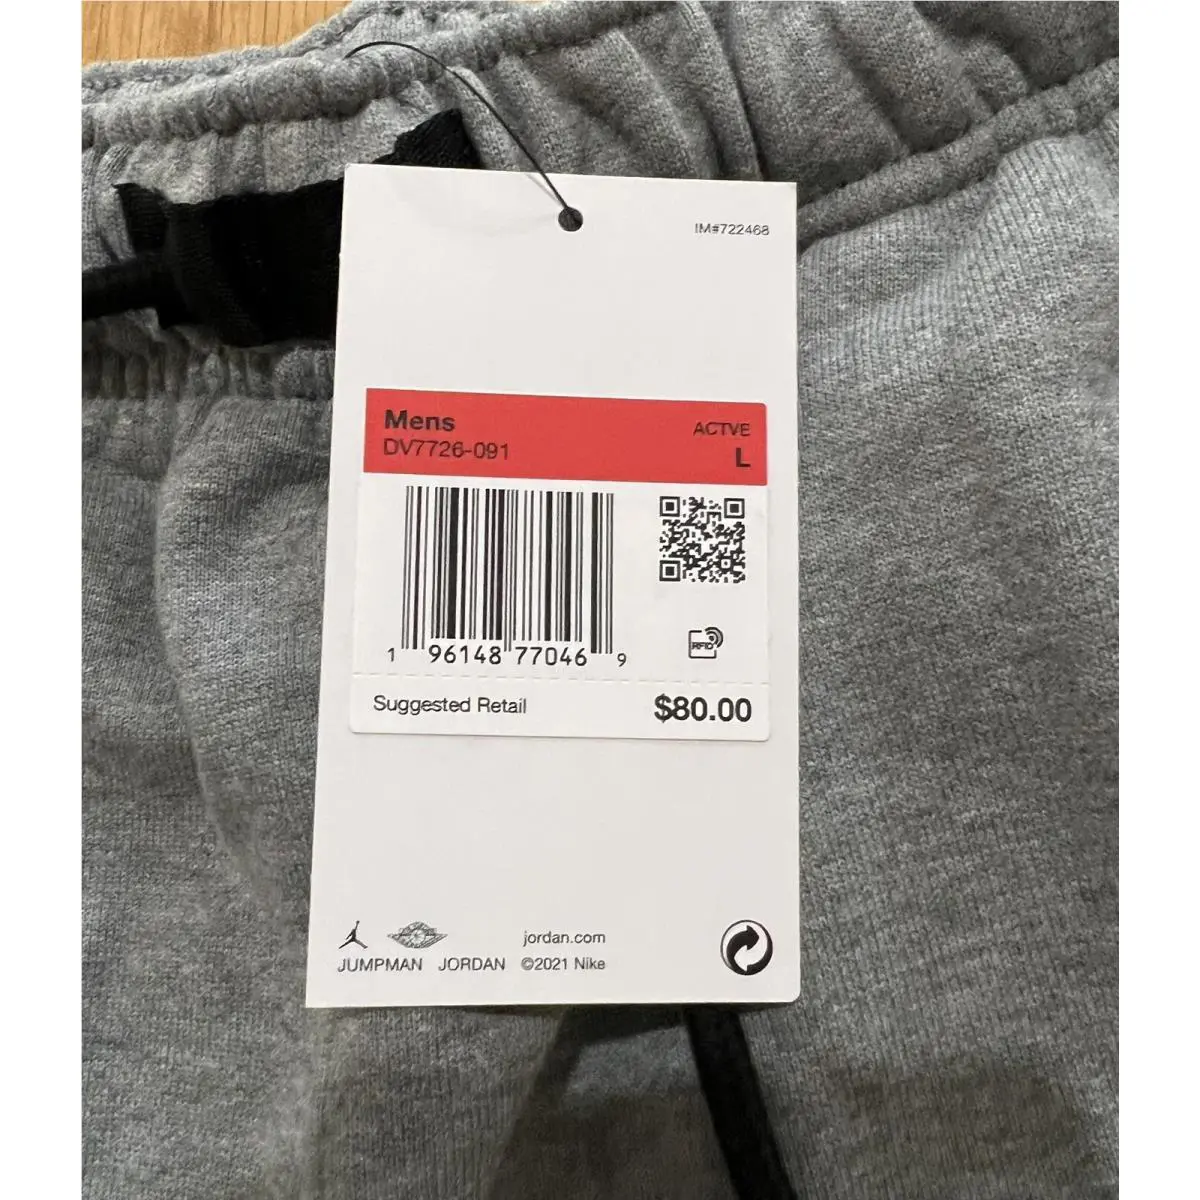 IM#722468
Mens
ACTVE
DV7726-091
L
RFID
1 96148 77046 9
Suggested Retail
$80.00
jordan.com
JUMPMAN JORDAN ©2021 Nike